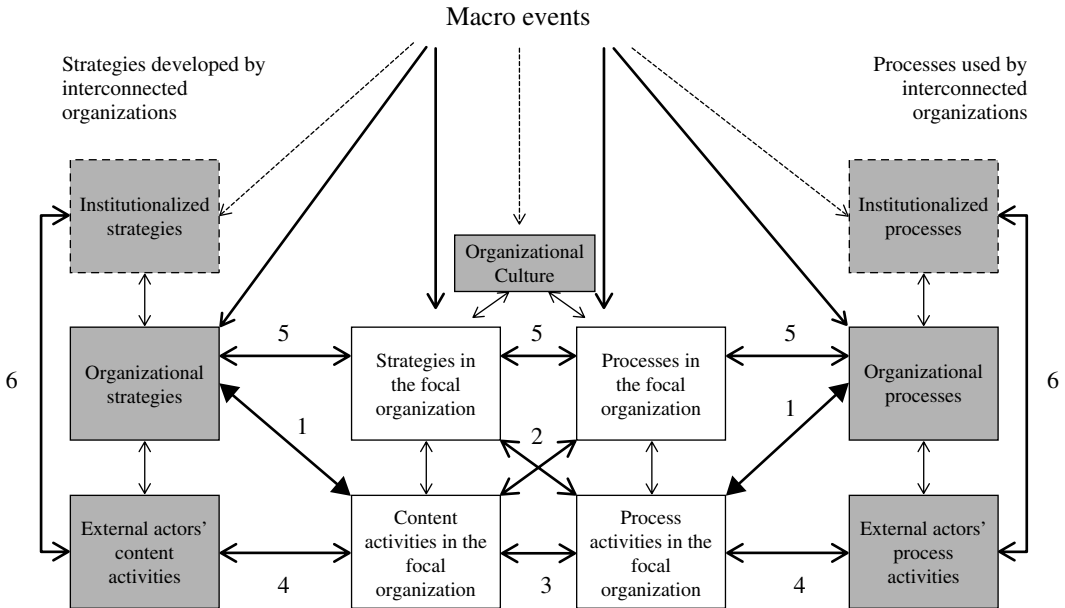 Macro events
Strategies developed by
interconnected
organizations
Processes used by
interconnected
organizations
Institutionalized
strategies
Institutionalized
processes
Organizational
Culture
5
5
5
Organizational
strategies
Strategies in
the focal
organization
Processes in
the focal
organization
Organizational
processes
6
6
1
2
1
External actors'
content
activities
Content
activities in the
focal
organization
Process
activities in the
focal
organization
External actors'
process
activities
4
3
4